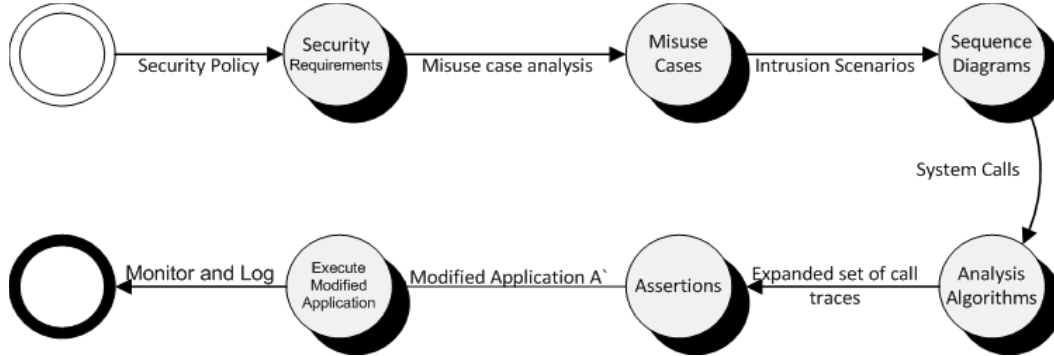 Security
Requirements
Misuse
Cases
Sequence
Diagrams
Security Policy
Misuse case analysis
Intrusion Scenarios
System Calls
Monitor and Log
Execute
Modified
Application
Modified Application A`
Assertions
Expanded set of call
traces
Analysis
Algorithms